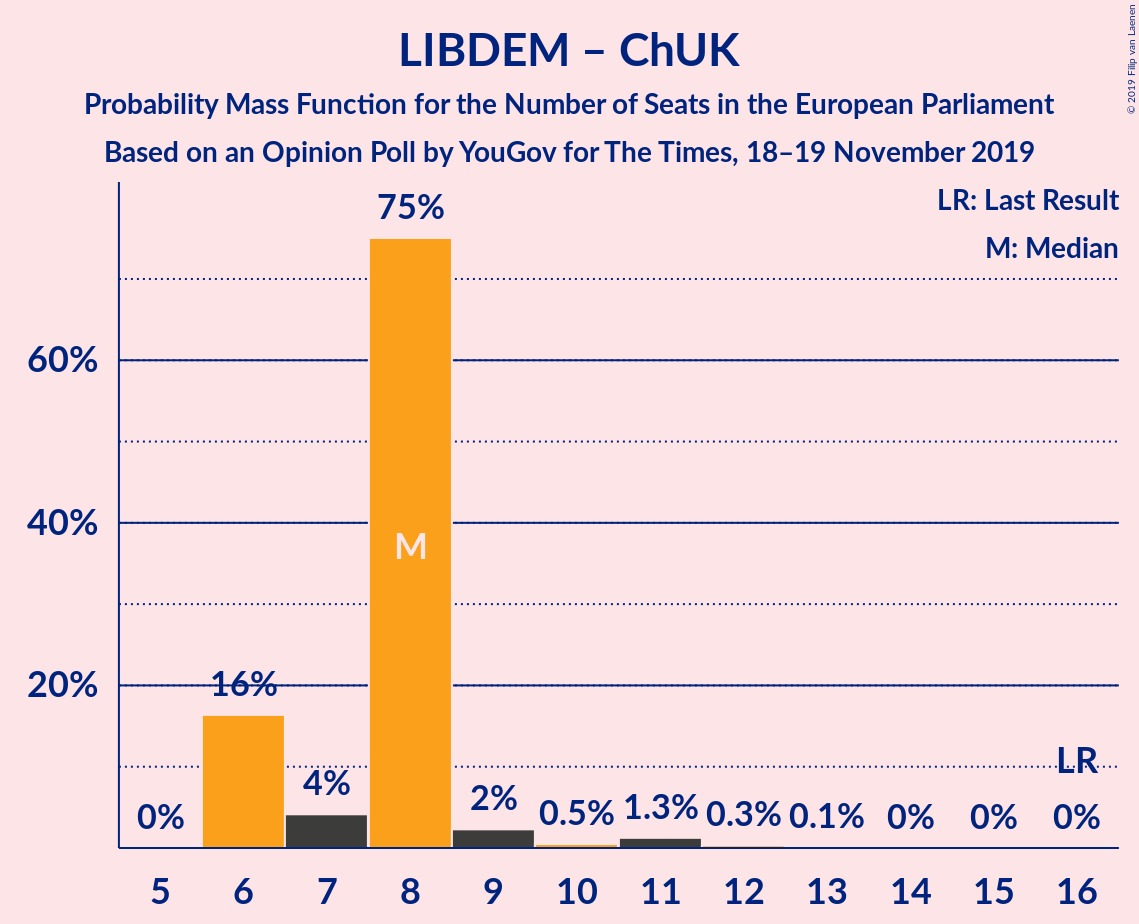 LIBDEM – ChUK
Probability Mass Function for the Number of Seats in the European Parliament
Based on an Opinion Poll by YouGov for The Times, 18–19 November 2019
© 2019 Filip van Laenen
LR: Last Result
M: Median
75%
60%
40%
M
20%
16%
4%
0%
2%
0.5%
1.3%
0.3%
0.1%
0%
0%
LR
0%
5 6 7 8 9 10 11 12 13 14 15 16